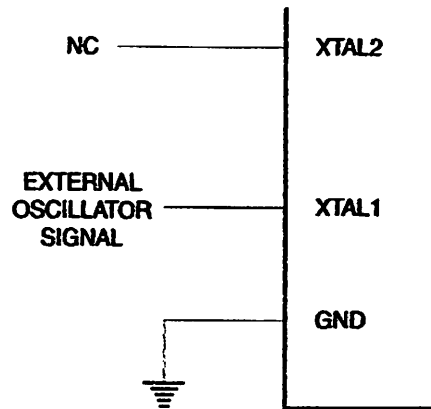 NC
XTAL2
EXTERNAL
OSCILLATOR
SIGNAL
XTAL1
GND